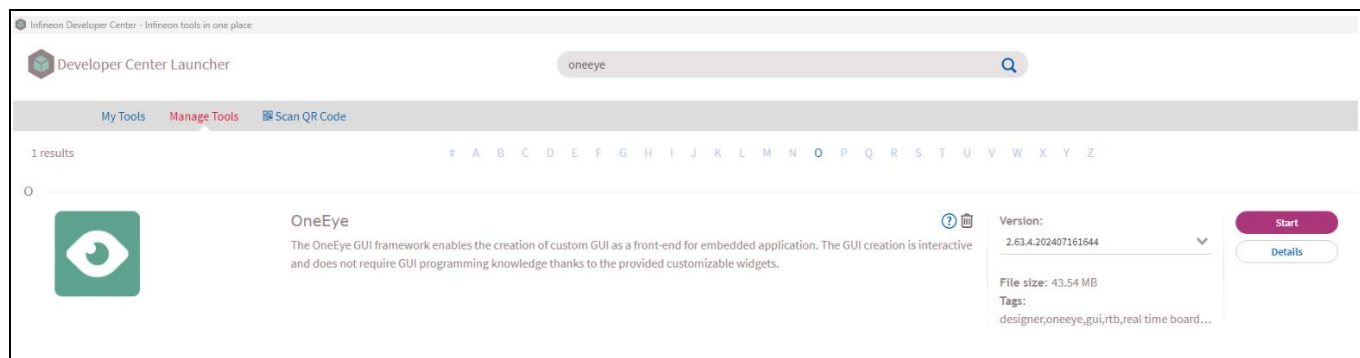 Infineon Developer Center - Infineon tools in one place
Developer Center Launcher
oneeye
My Tools Manage Tools Scan QR Code
1 results
# A B C D E F G H I J K L M N O P Q R S T U V W X Y Z
O
OneEye
The OneEye GUI framework enables the creation of custom GUI as a front-end for embedded application. The GUI creation is interactive
and does not require GUI programming knowledge thanks to the provided customizable widgets.
?
Version:
2.63.4.202407161644
File size: 43.54 MB
Tags:
designer,oneeye,gui,rtb,real time board...
Start
Details